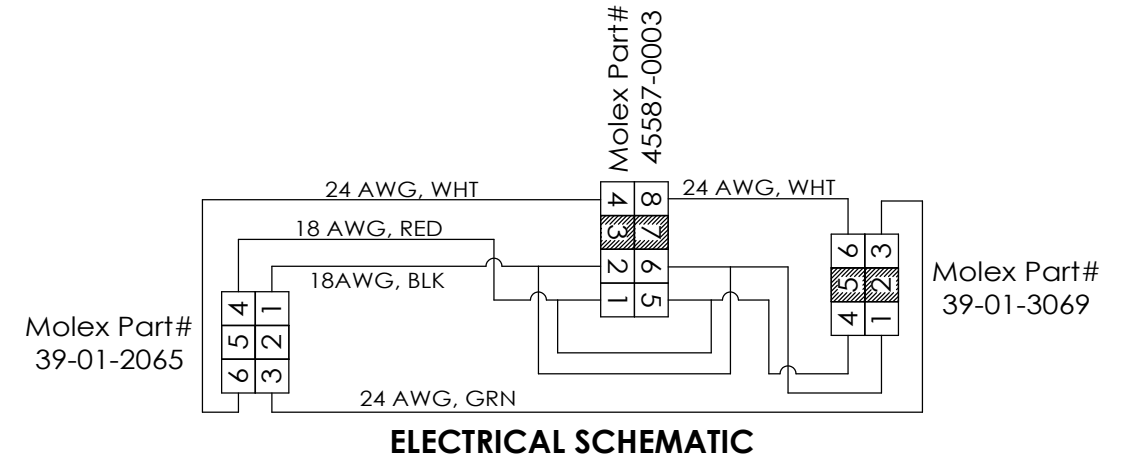 Molex Part#
45587-0003
24 AWG, WHT
4 8
24 AWG, WHT
18 AWG, RED
3 7
6 3
2 6
18AWG, BLK
5 2
Molex Part#
39-01-3069
4 1
1 5
4 1
Molex Part#
39-01-2065
5 2
6 3
24 AWG, GRN
ELECTRICAL SCHEMATIC